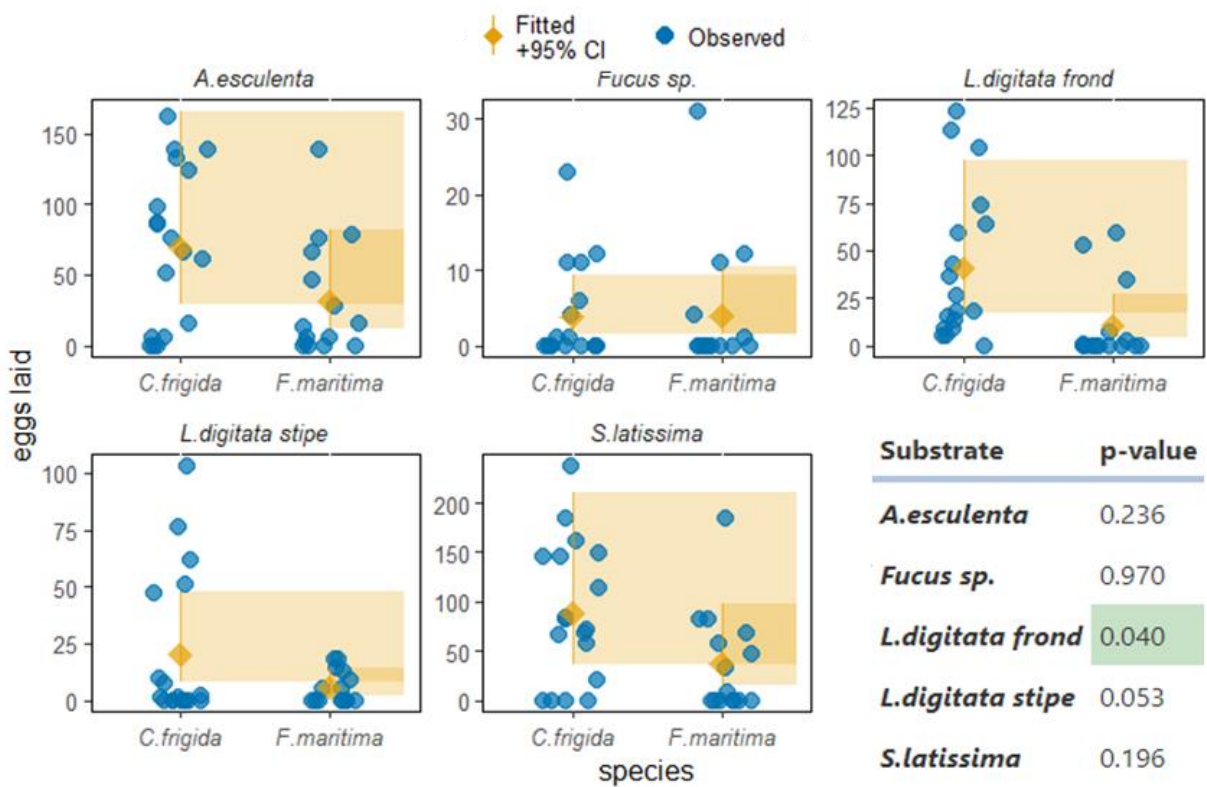 Fitted
+95% CI
Observed
A.esculenta
Fucus sp.
L.digitata frond
150
100
50
0
30
20
10
0
125
100
75
50
25
0
C.frigida F.maritima
C.frigida F.maritima
C.frigida F.maritima
eggs laid
L.digitata stipe
S.latissima
100
75
50
25
0
200
150
100
50
0
C.frigida F.maritima
C.frigida F.maritima
species
Substrate p-value
A.esculenta 0.236
Fucus sp. 0.970
L.digitata frond 0.040
L.digitata stipe 0.053
S.latissima 0.196